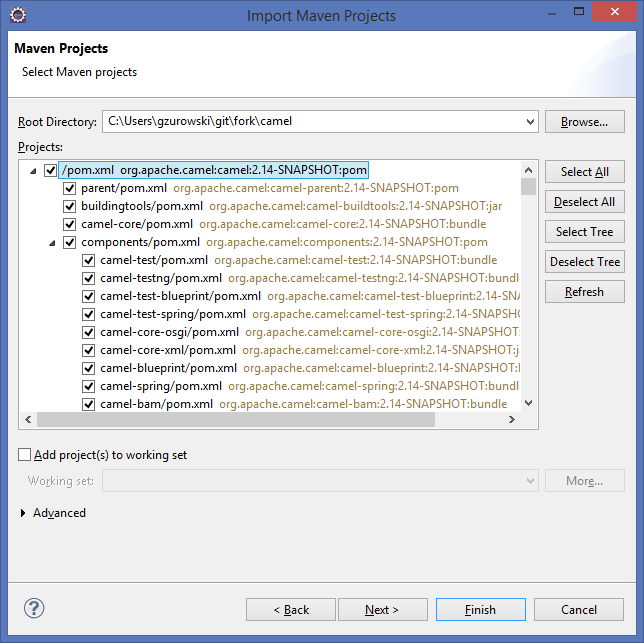 Import Maven Projects
Maven Projects
Select Maven projects
Root Directory: C:\Users\gzurowski\git\fork\camel Browse...
Projects:
/pom.xml org.apache.camel:camel:2.14-SNAPSHOT:pom
parent/pom.xml org.apache.camel:camel-parent:2.14-SNAPSHOT:pom
buildingtools/pom.xml org.apache.camel:camel-buildtools:2.14-SNAPSHOT:jar
camel-core/pom.xml org.apache.camel:camel-core:2.14-SNAPSHOT:bundle
components/pom.xml org.apache.camel:components:2.14-SNAPSHOT:pom
camel-test/pom.xml org.apache.camel:camel-test:2.14-SNAPSHOT:bundle
camel-testng/pom.xml org.apache.camel:camel-testng:2.14-SNAPSHOT:bundl
camel-test-blueprint/pom.xml org.apache.camel:camel-test-blueprint:2.14-SNA
camel-test-spring/pom.xml org.apache.camel:camel-test-spring:2.14-SNAPSHO
camel-core-osgi/pom.xml org.apache.camel:camel-core-osgi:2.14-SNAPSHOT:
camel-core-xml/pom.xml org.apache.camel:camel-core-xml:2.14-SNAPSHOT:ja
camel-blueprint/pom.xml org.apache.camel:camel-blueprint:2.14-SNAPSHOT:l
camel-spring/pom.xml org.apache.camel:camel-spring:2.14-SNAPSHOT:bundle
camel-bam/pom.xml org.apache.camel:camel-bam:2.14-SNAPSHOT:bundle
Select All
Deselect All
Select Tree
Deselect Tree
Refresh
Add project(s) to working set
Working set: More...
Advanced
?
< Back Next > Finish Cancel